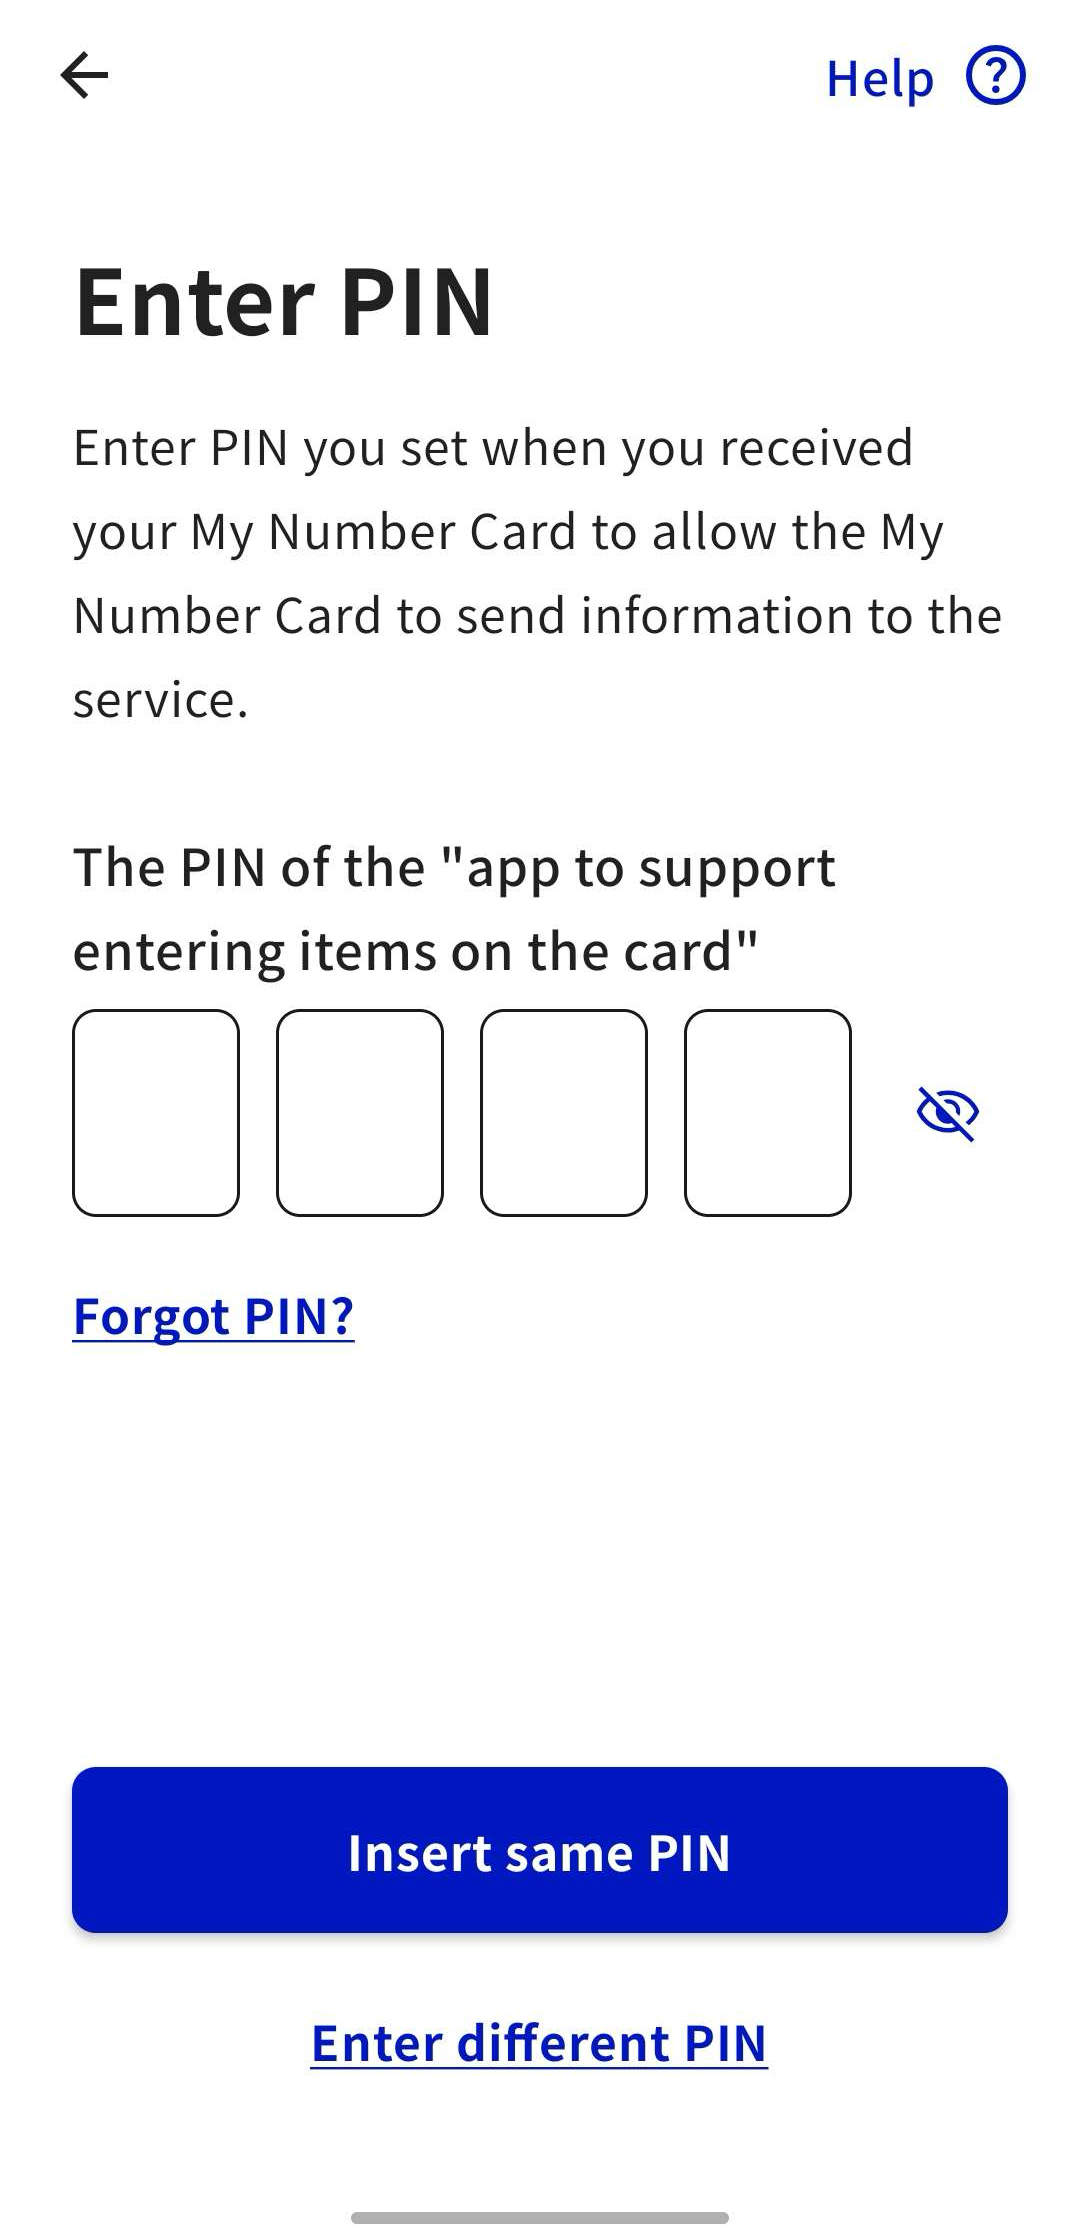 Help
Enter PIN
Enter PIN you set when you received
your My Number Card to allow the My
Number Card to send information to the
service.
The PIN of the "app to support
entering items on the card"
Forgot PIN?
Insert same PIN
Enter different PIN